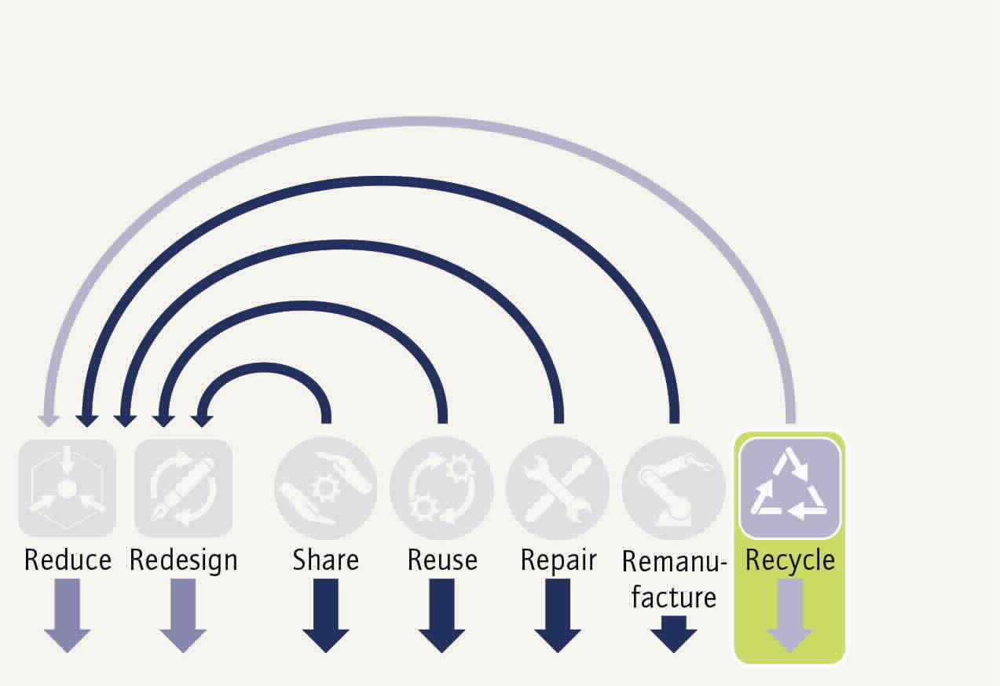 Reduce
Redesign
Share
Reuse
Repair
Remanu-
facture
Recycle